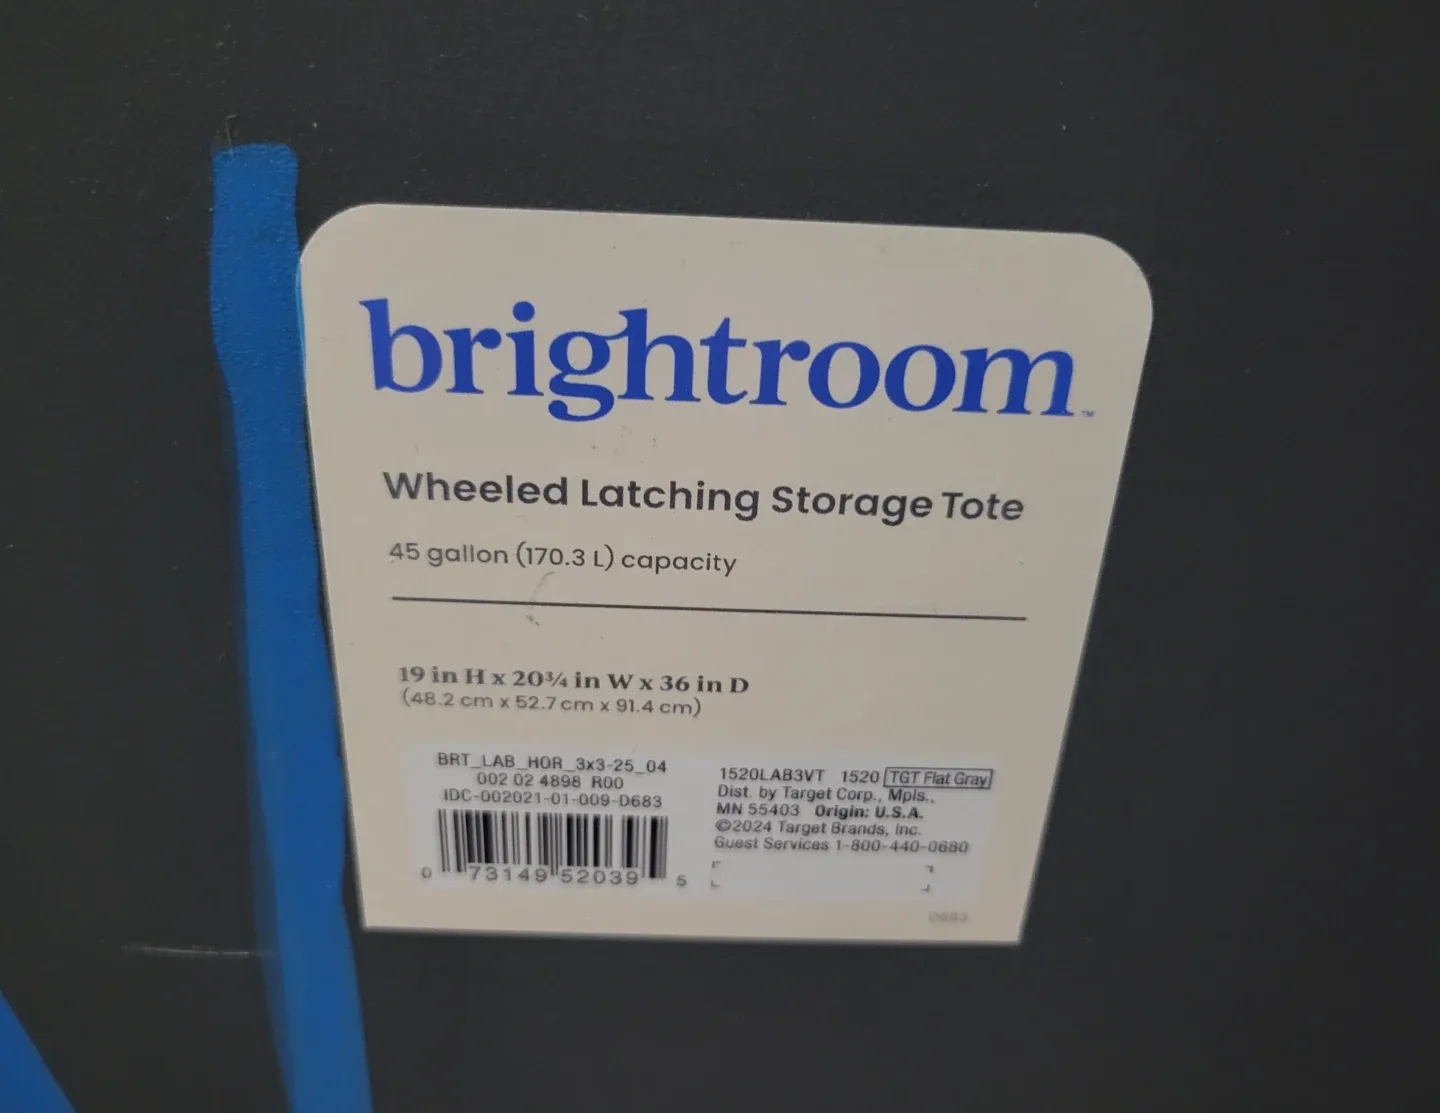 brightroom™
Wheeled Latching Storage Tote
45 gallon (170.3 L) capacity
19 in H x 20¾ in W x 36 in D
(48.2 cm x 52.7 cm x 91.4 cm)
BRT_LAB_HOR_3x3-25_04
002 02 4898 R00
IDC-002021-01-009-D683
0 73149 52039 5
1520LAB3VT 1520 TGT Flat Gray
Dist. by Target Corp., Mpls.,
MN 55403 Origin: U.S.A.
©2024 Target Brands, Inc.
Guest Services 1-800-440-0680